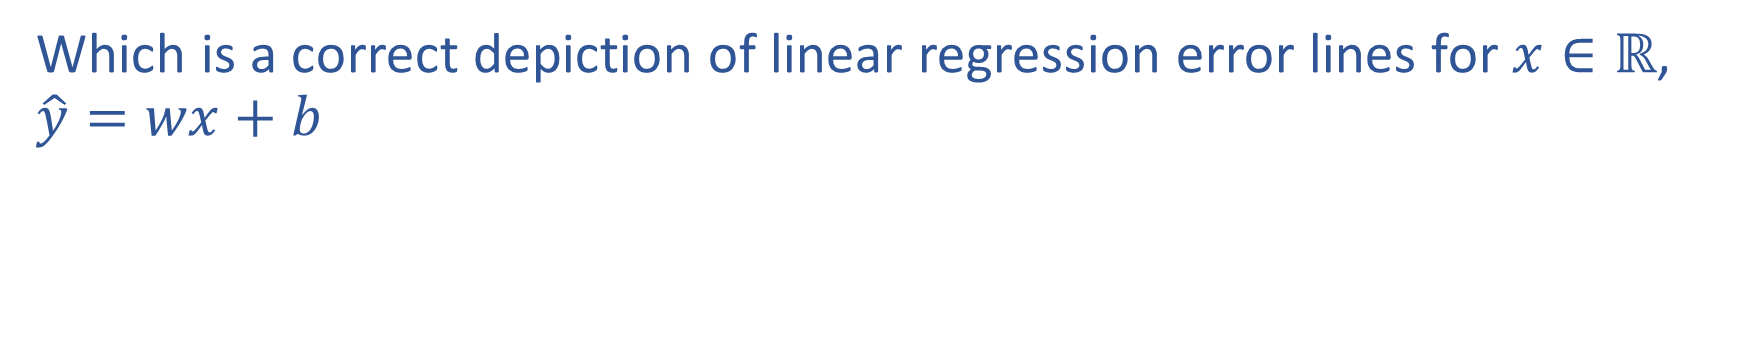 Which is a correct depiction of linear regression error lines for 𝑥 ∈ ℝ,
ŷ = 𝑤𝑥 + 𝑏